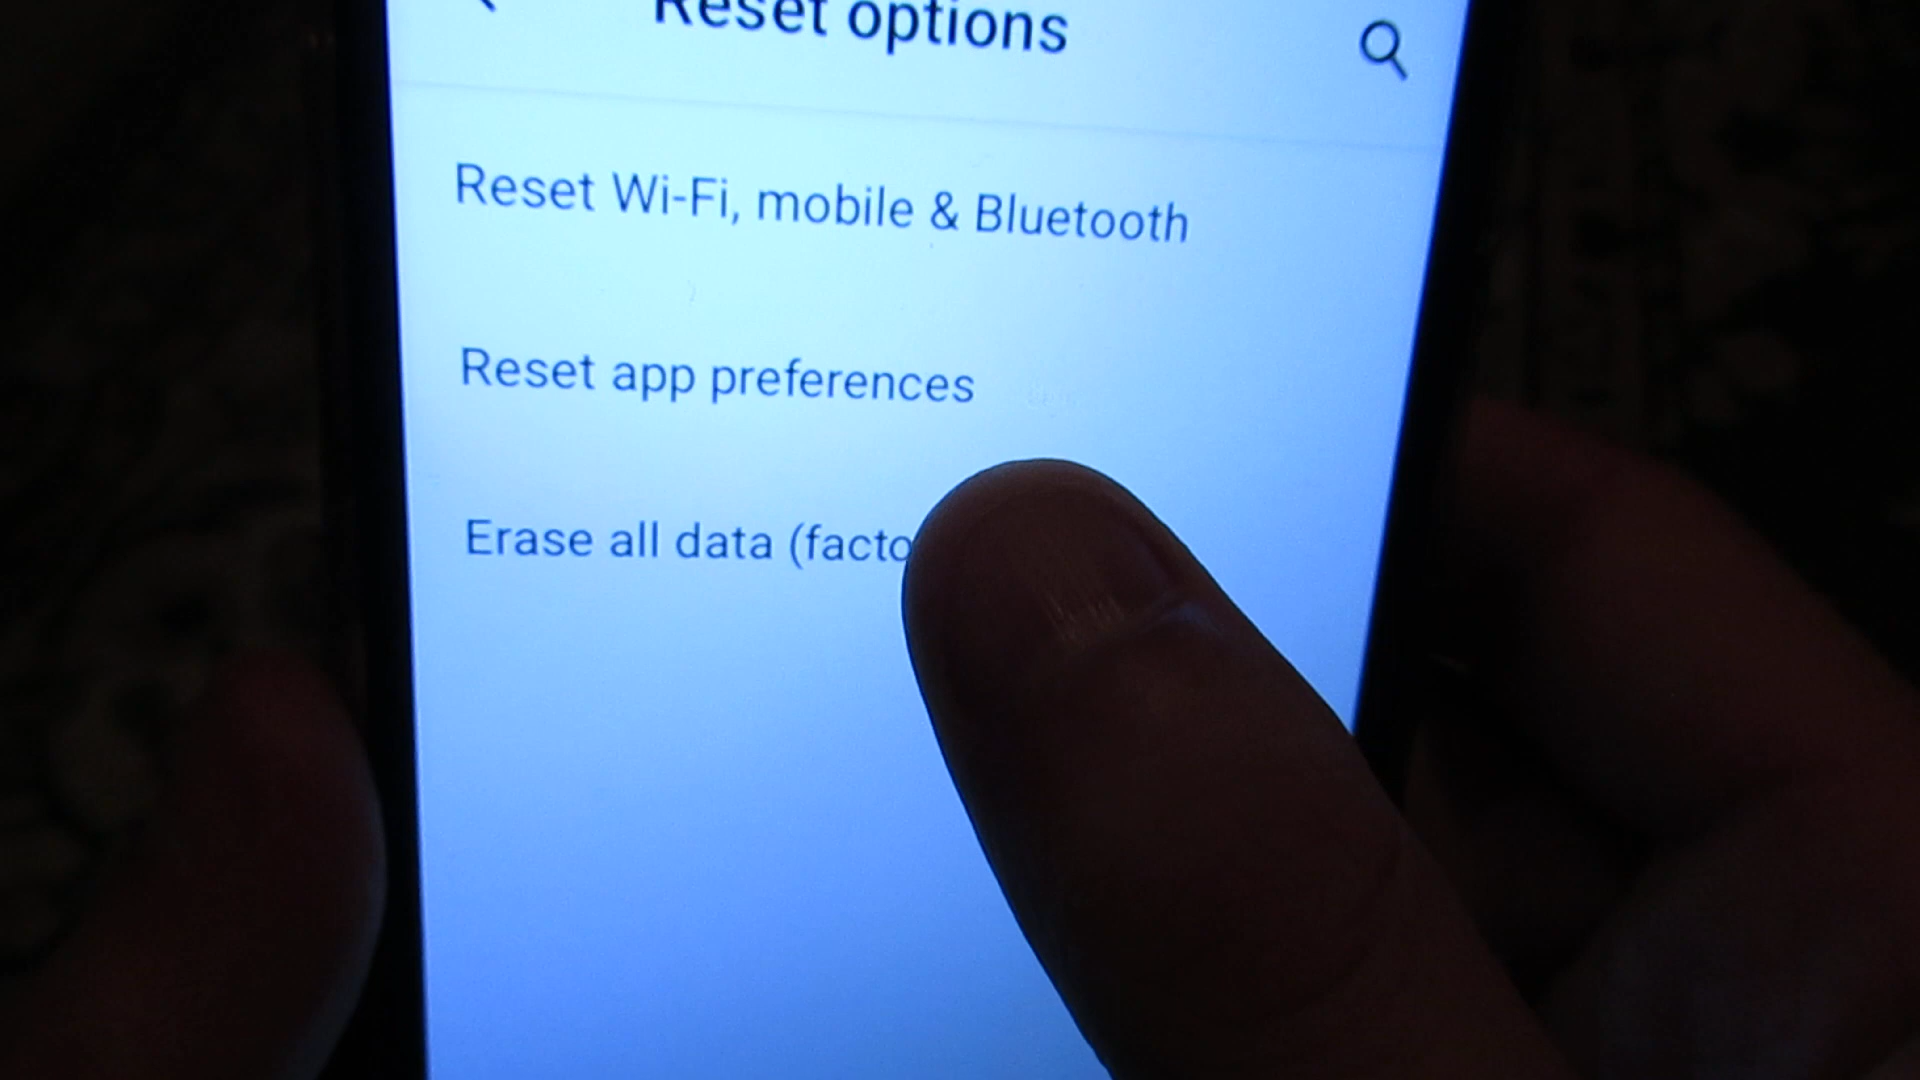 Reset options
Reset Wi-Fi, mobile & Bluetooth
Reset app preferences
Erase all data (facto